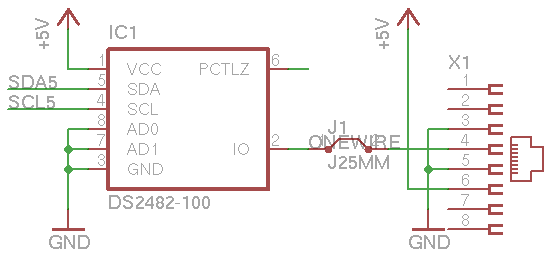 +5V
IC1
1 VCC PCTLZ 6
SDA5 5 SDA
SCL5 4 SCL
8 AD0
7 AD1 IO 2
3 GND
DS2482-100
GND
J1
ONEWIRE
J25MM
+5V
X1
1
2
3
4
5
6
7
8
GND